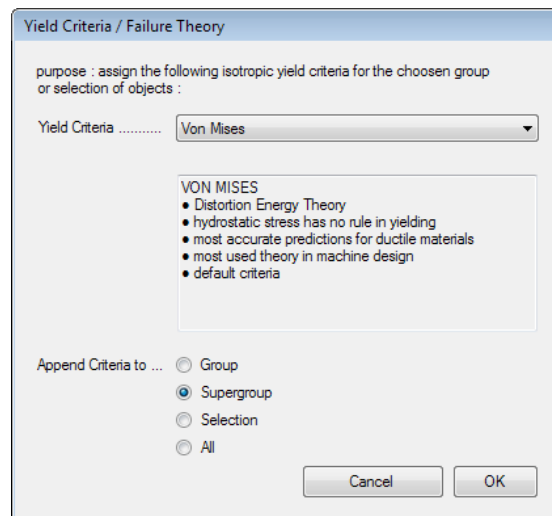 Yield Criteria / Failure Theory
purpose : assign the following isotropic yield criteria for the choosen group
or selection of objects :
Yield Criteria ........... Von Mises
VON MISES
● Distortion Energy Theory
● hydrostatic stress has no rule in yielding
● most accurate predictions for ductile materials
● most used theory in machine design
● default criteria
Append Criteria to ... Group
Supergroup
Selection
All
Cancel OK